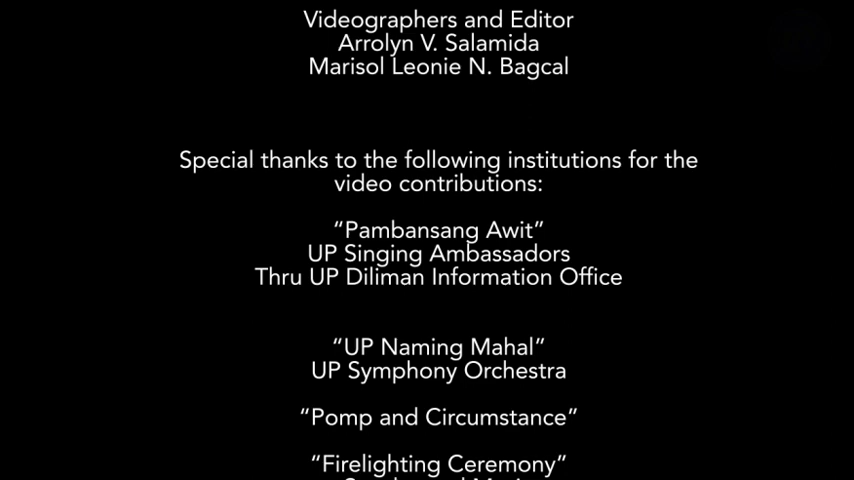 Videographers and Editor
Arrolyn V. Salamida
Marisol Leonie N. Bagcal
Special thanks to the following institutions for the
video contributions:
“Pambansang Awit”
UP Singing Ambassadors
Thru UP Diliman Information Office
“UP Naming Mahal”
UP Symphony Orchestra
“Pomp and Circumstance”
“Firelighting Ceremony”